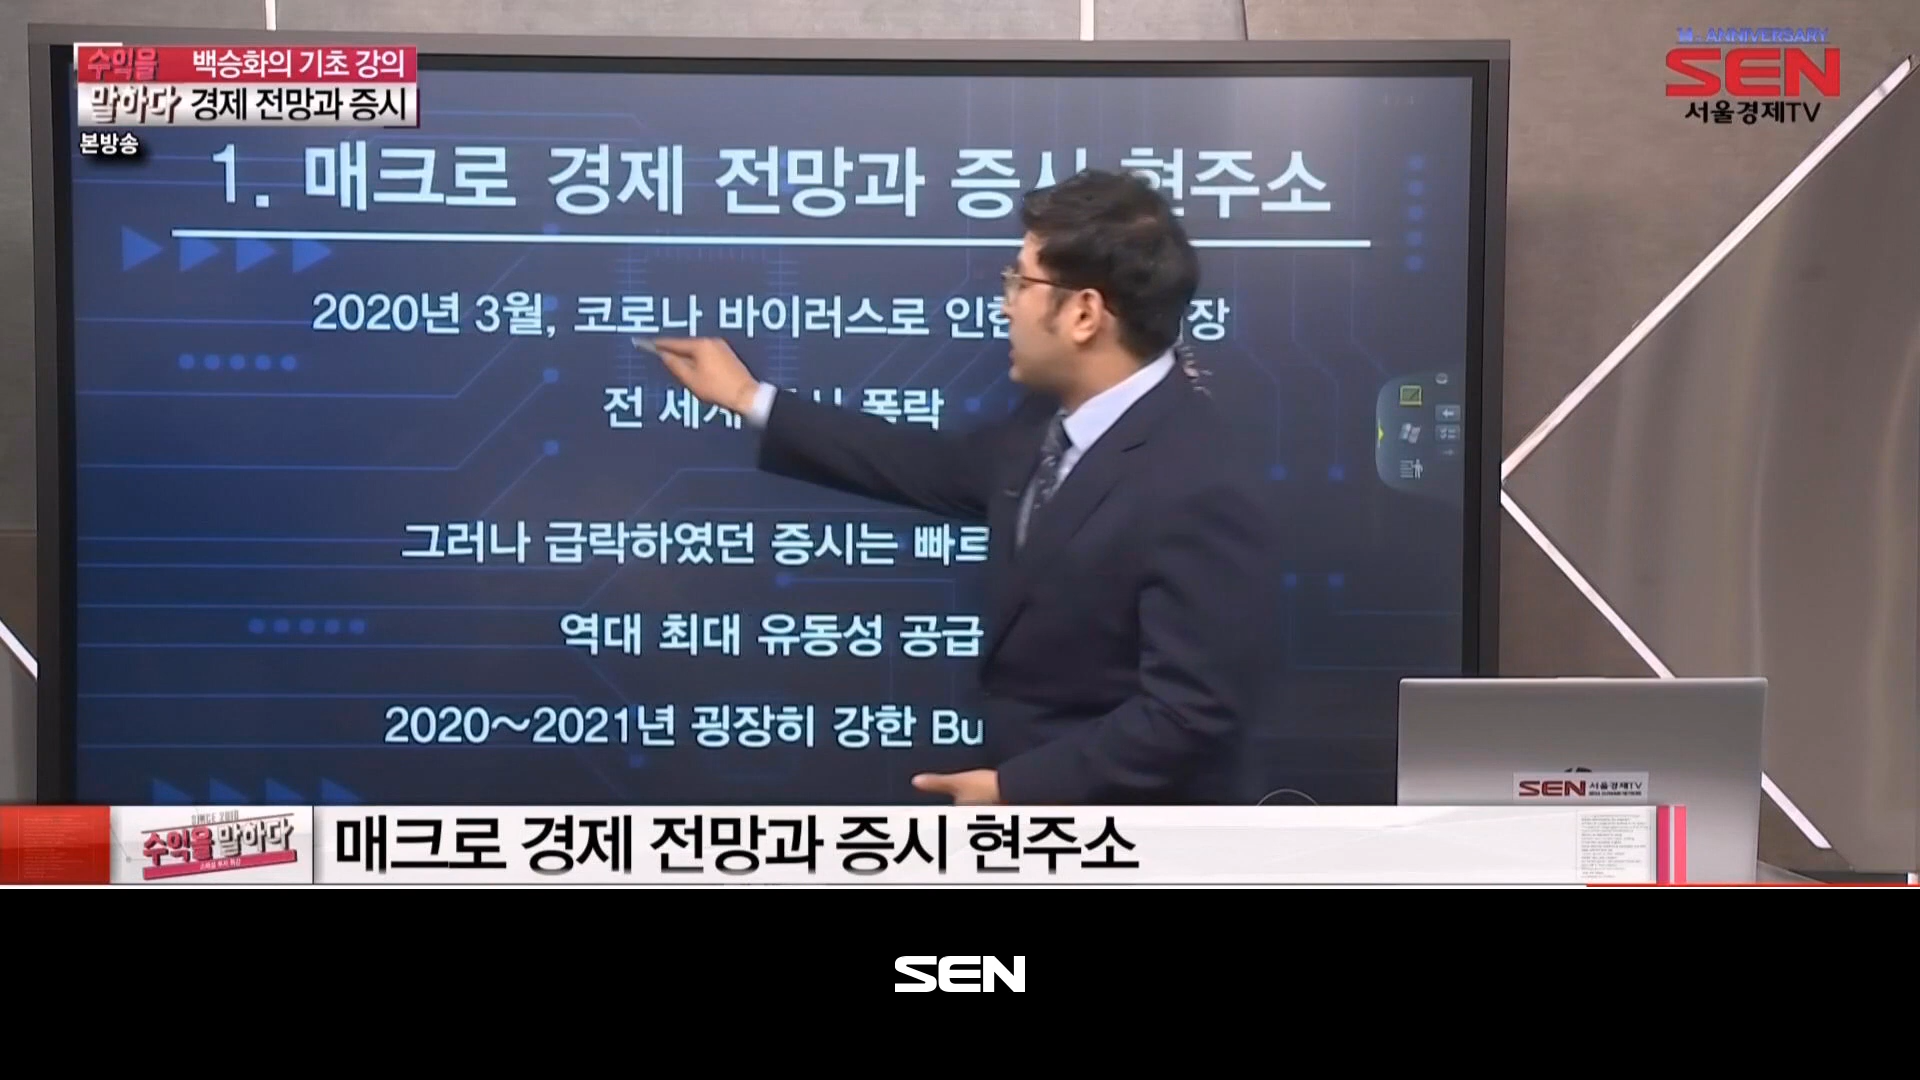 수익을 말하다
백승화의 기초 강의
경제 전망과 증시
본방송
ANNIVERSARY
SEN
서울경제TV
1. 매크로 경제 전망과 증시 현주소
2020년 3월, 코로나 바이러스로 인한 장
전 세계 폭락
그러나 급락하였던 증시는
역대 최대 유동성 공급
2020~2021년 굉장히 강한
SEN 서울경제TV
수익을 말하다
매크로 경제 전망과 증시 현주소
SEN